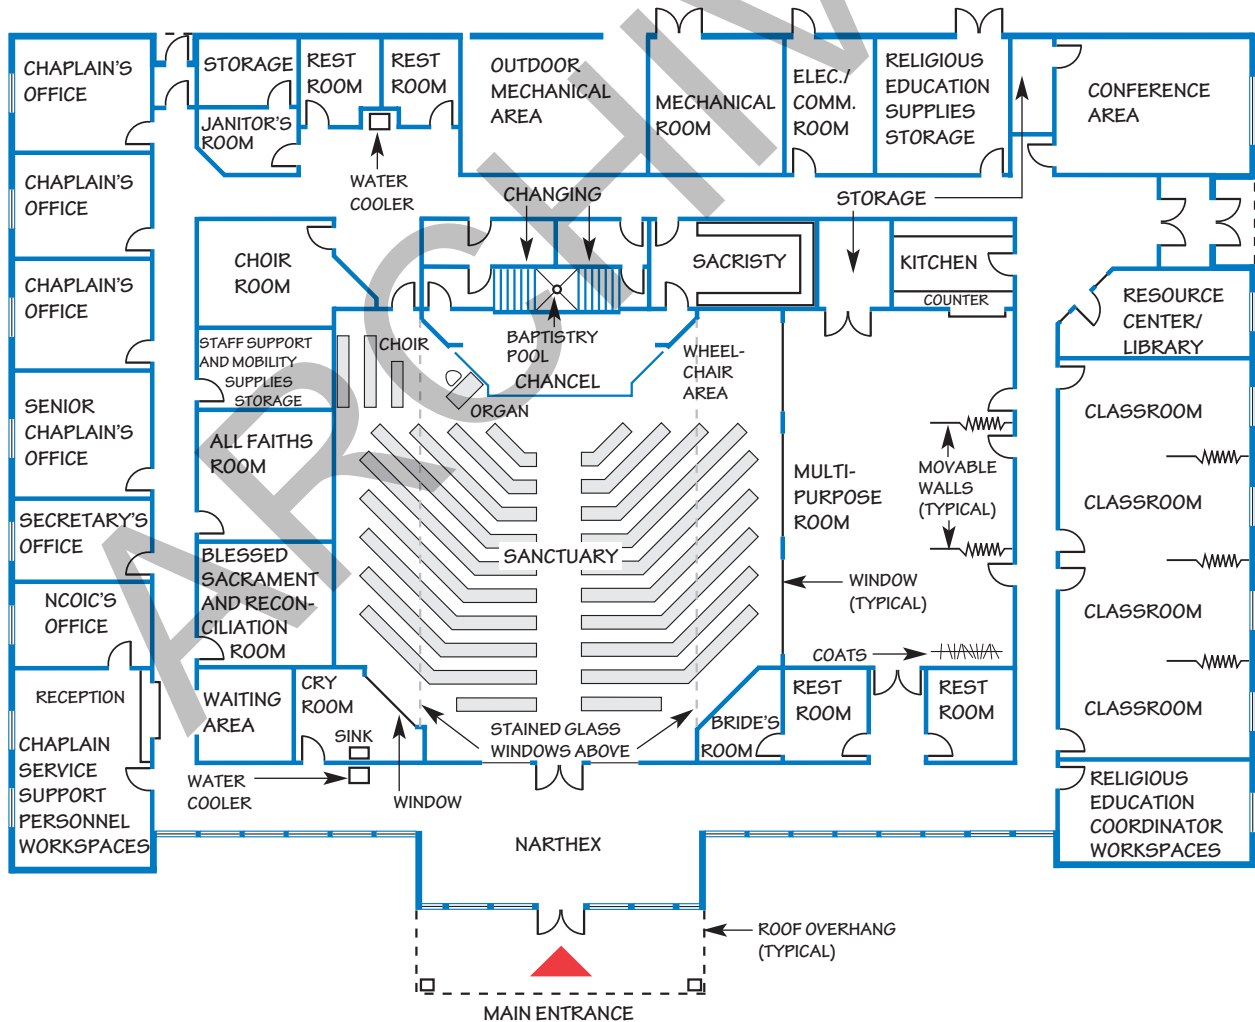 CHAPLAIN'S
OFFICE
STORAGE
REST
ROOM
REST
ROOM
OUTDOOR
MECHANICAL
AREA
MECHANICAL
ROOM
ELEC./
COMM.
ROOM
RELIGIOUS
EDUCATION
SUPPLIES
STORAGE
CONFERENCE
AREA
JANITOR'S
ROOM
WATER
COOLER
CHANGING
STORAGE
CHAPLAIN'S
OFFICE
CHOIR
ROOM
SACRISTY
KITCHEN
COUNTER
CHAPLAIN'S
OFFICE
RESOURCE
CENTER/
LIBRARY
STAFF SUPPORT
AND MOBILITY
SUPPLIES
STORAGE
CHOIR
BAPTISTRY
POOL
CHANCEL
ORGAN
WHEEL-
CHAIR
AREA
SENIOR
CHAPLAIN'S
OFFICE
ALL FAITHS
ROOM
MULTI-
PURPOSE
ROOM
MOVABLE
WALLS
(TYPICAL)
CLASSROOM
CLASSROOM
CLASSROOM
CLASSROOM
SECRETARY'S
OFFICE
BLESSED
SACRAMENT
AND RECON-
CILIATION
ROOM
SANCTUARY
WINDOW
(TYPICAL)
NCOIC'S
OFFICE
COATS
RECEPTION
WAITING
AREA
CRY
ROOM
SINK
STAINED GLASS
WINDOWS ABOVE
BRIDE'S
ROOM
REST
ROOM
REST
ROOM
CHAPLAIN
SERVICE
SUPPORT
PERSONNEL
WORKSPACES
WATER
COOLER
WINDOW
RELIGIOUS
EDUCATION
COORDINATOR
WORKSPACES
NARTHEX
ROOF OVERHANG
(TYPICAL)
MAIN ENTRANCE